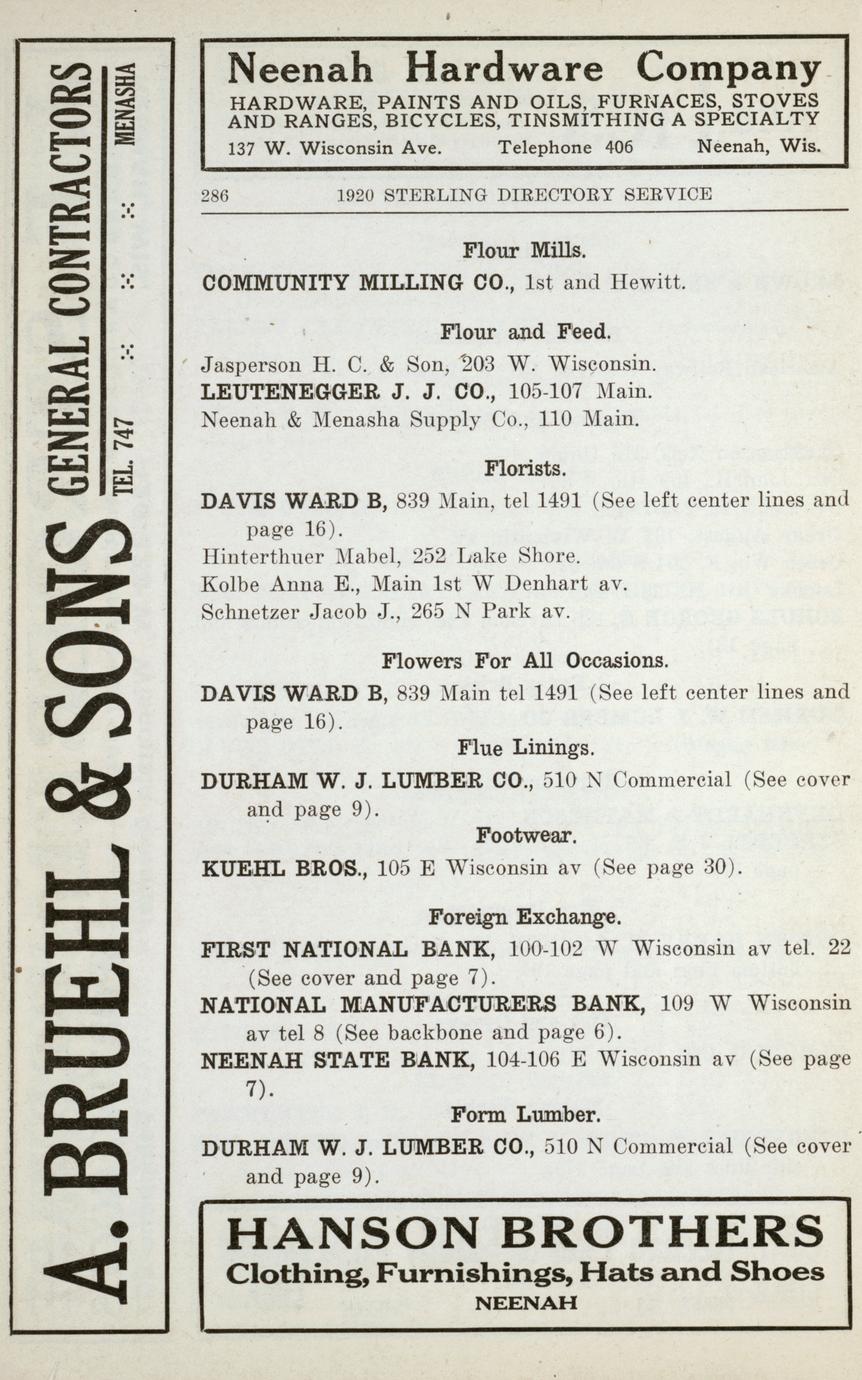 A. BRUEHL & SONS
GENERAL CONTRACTORS
TEL. 747 MENASHA
Neenah Hardware Company
HARDWARE, PAINTS AND OILS, FURNACES, STOVES
AND RANGES, BICYCLES, TINSMITHING A SPECIALTY
137 W. Wisconsin Ave. Telephone 406 Neenah, Wis.
286 1920 STERLING DIRECTORY SERVICE
Flour Mills.
COMMUNITY MILLING CO., 1st and Hewitt.
Flour and Feed.
Jasperson H. C. & Son, 203 W. Wisconsin.
LEUTENEGGER J. J. CO., 105-107 Main.
Neenah & Menasha Supply Co., 110 Main.
Florists.
DAVIS WARD B, 839 Main, tel 1491 (See left center lines and
page 16).
Hinterthuer Mabel, 252 Lake Shore.
Kolbe Anna E., Main 1st W Denhart av.
Schnetzer Jacob J., 265 N Park av.
Flowers For All Occasions.
DAVIS WARD B, 839 Main tel 1491 (See left center lines and
page 16).
Flue Linings.
DURHAM W. J. LUMBER CO., 510 N Commercial (See cover
and page 9).
Footwear.
KUEHL BROS., 105 E Wisconsin av (See page 30).
Foreign Exchange.
FIRST NATIONAL BANK, 100-102 W Wisconsin av tel. 22
(See cover and page 7).
NATIONAL MANUFACTURERS BANK, 109 W Wisconsin
av tel 8 (See backbone and page 6).
NEENAH STATE BANK, 104-106 E Wisconsin av (See page
7).
Form Lumber.
DURHAM W. J. LUMBER CO., 510 N Commercial (See cover
and page 9).
HANSON BROTHERS
Clothing, Furnishings, Hats and Shoes
NEENAH